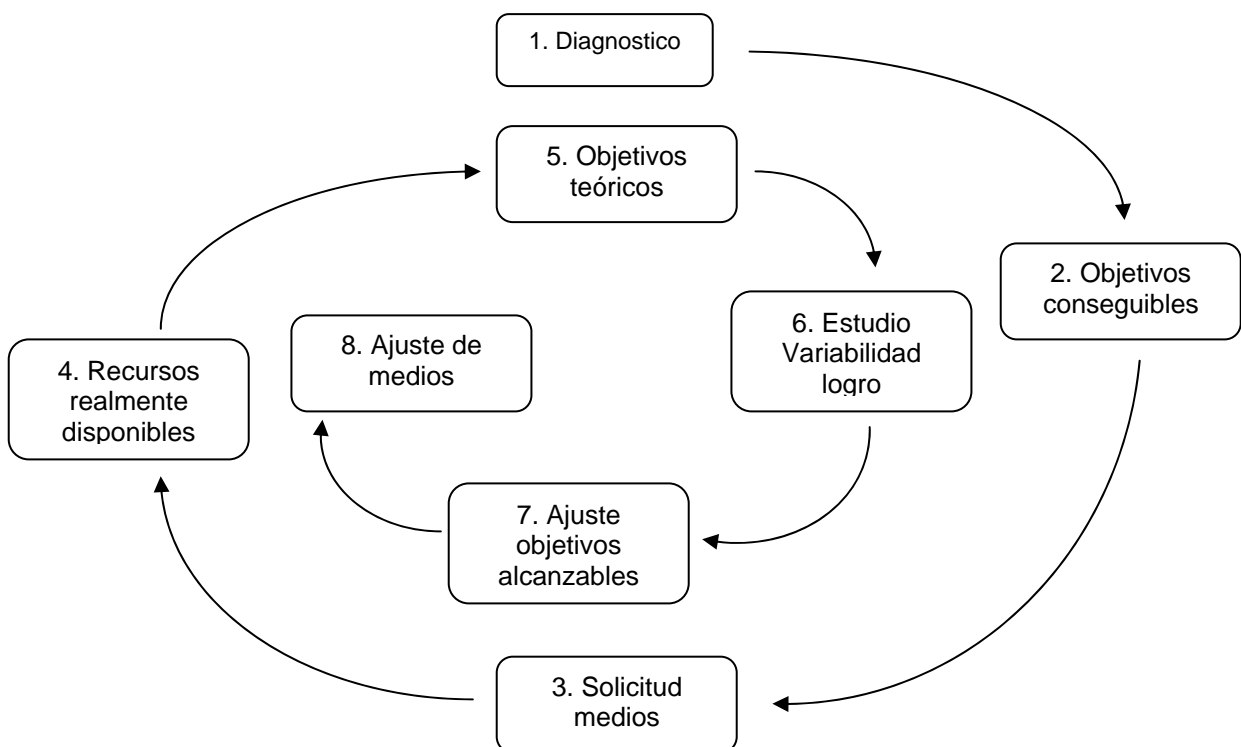 1. Diagnostico
5. Objetivos
teóricos
2. Objetivos
conseguibles
6. Estudio
Variabilidad
logro
8. Ajuste de
medios
4. Recursos
realmente
disponibles
7. Ajuste
objetivos
alcanzables
3. Solicitud
medios